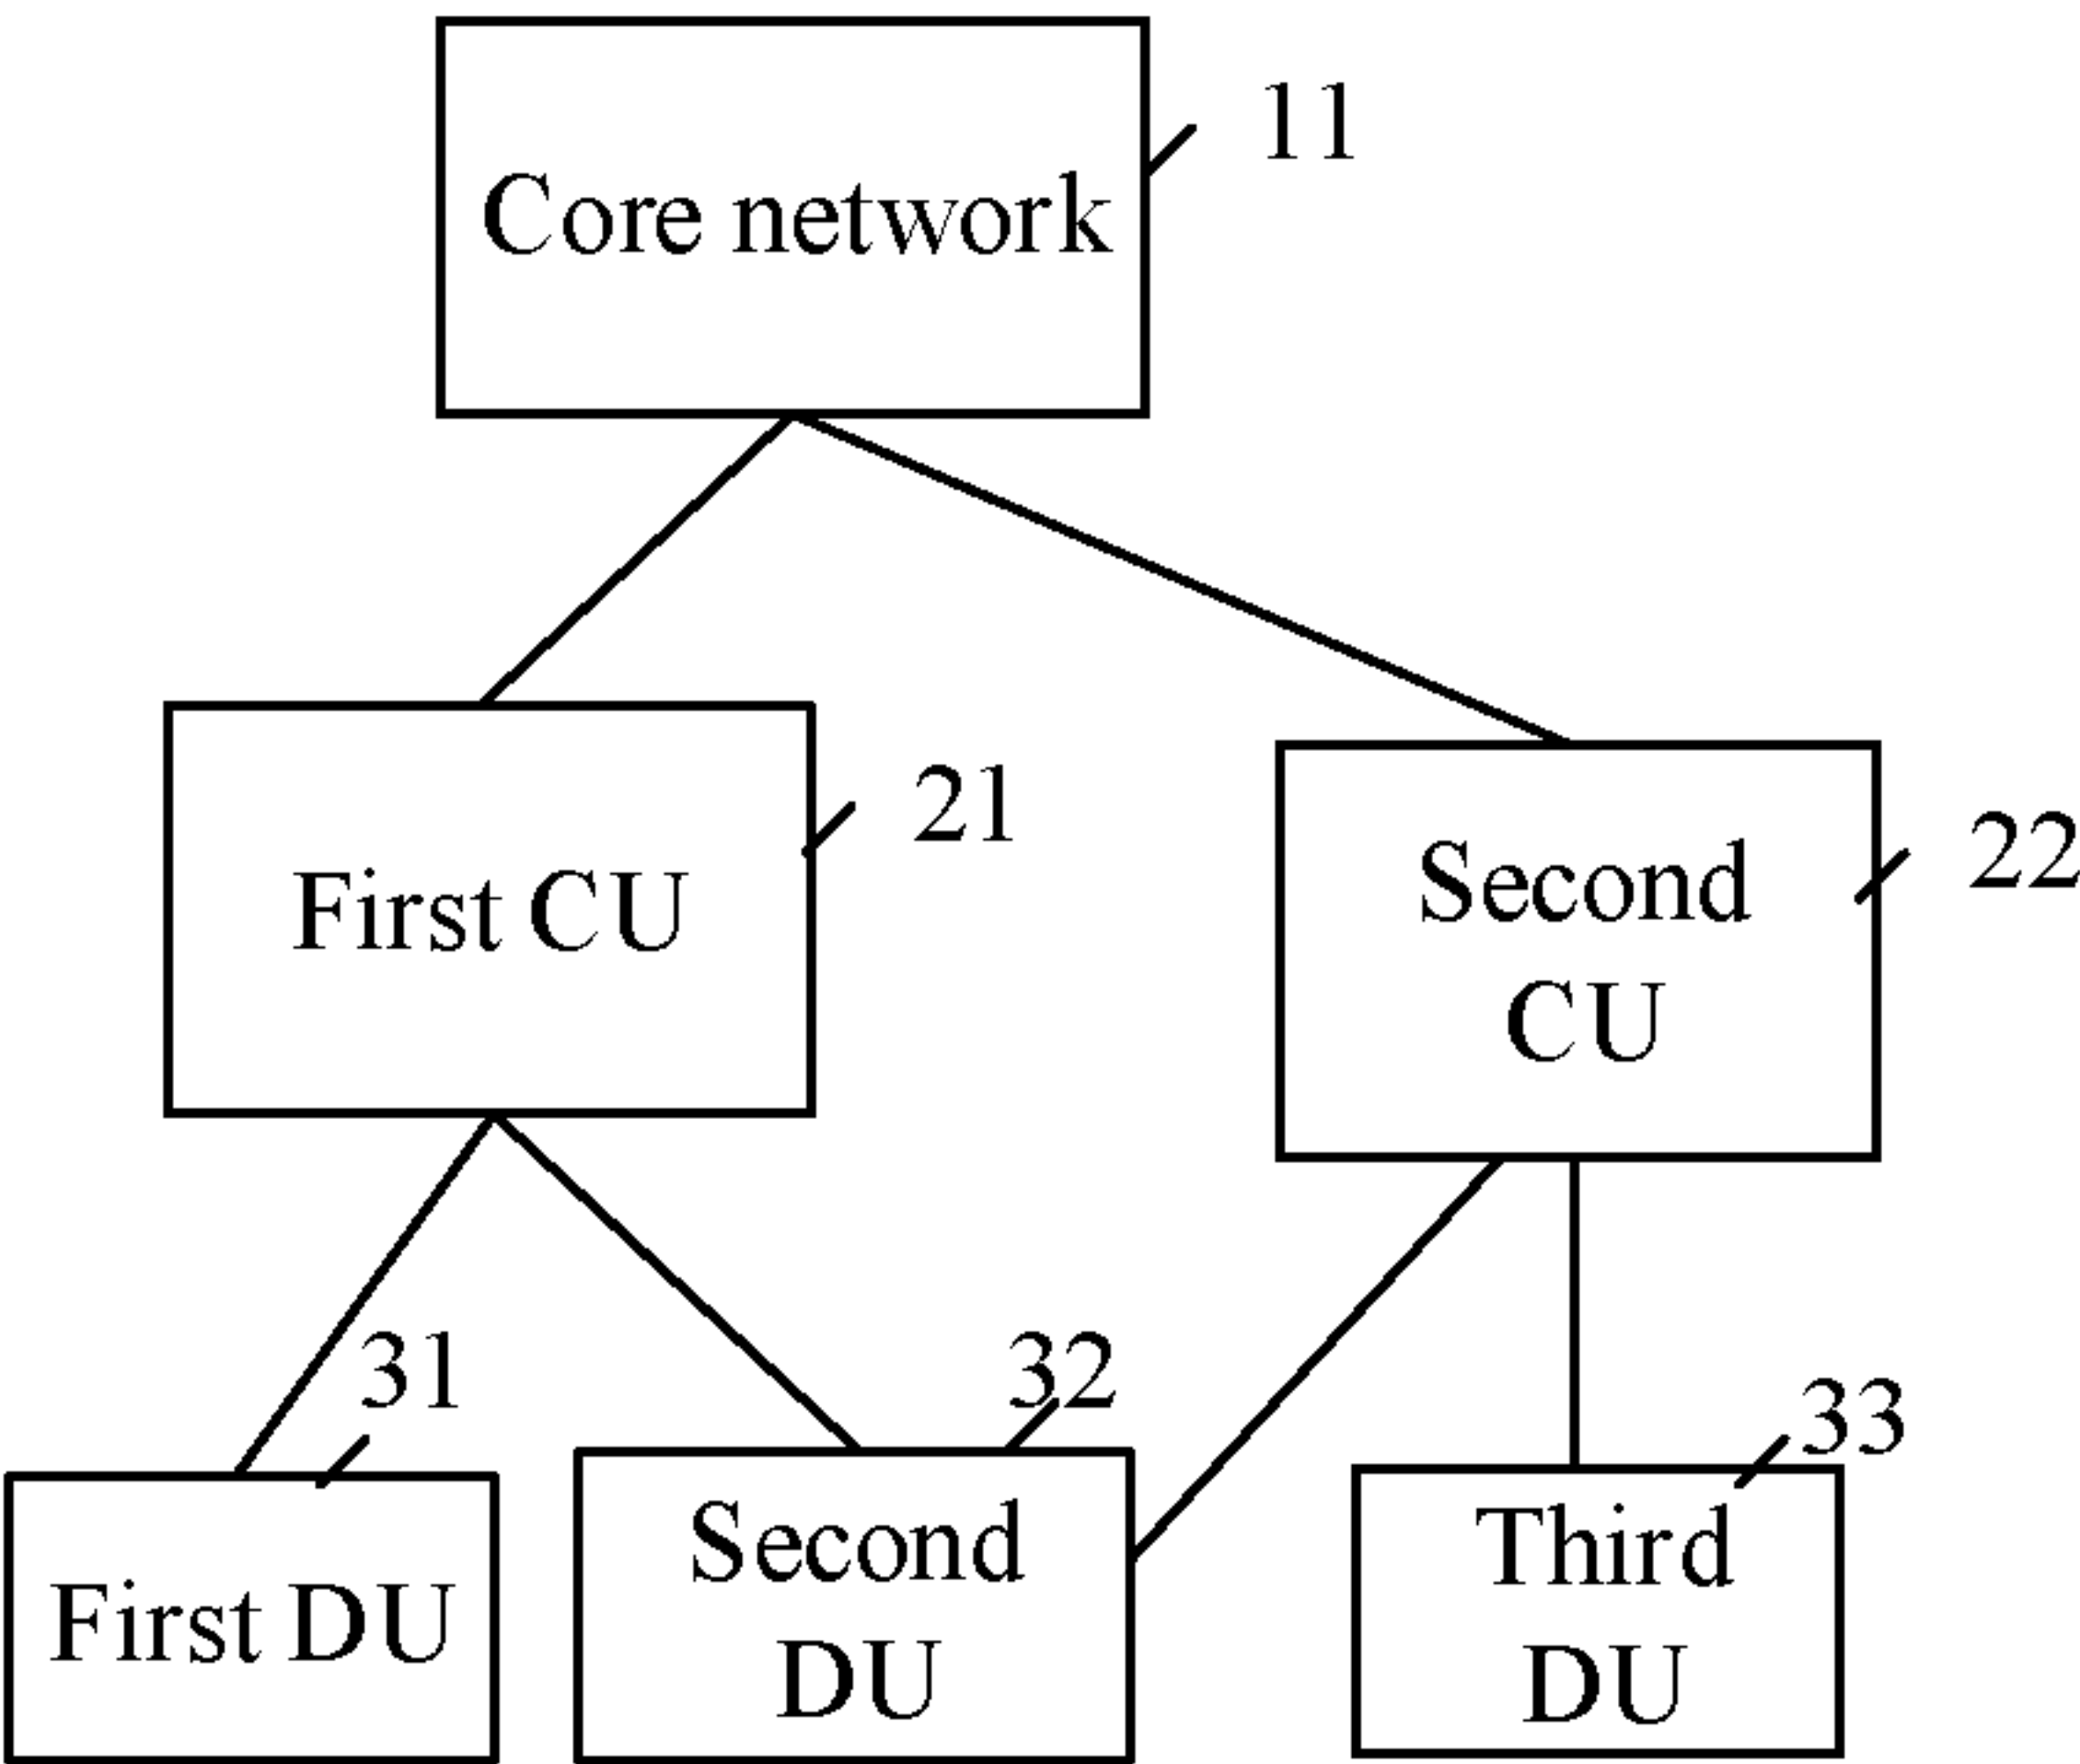 11
Core network
21
First CU
22
Second
CU
31
32
33
First DU
Second
DU
Third
DU